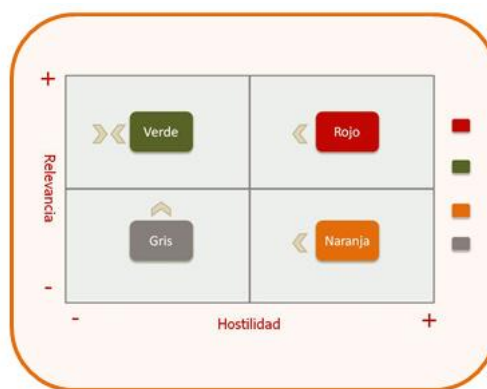 +
Verde
Rojo
Relevancia
Gris
Naranja
-
-
Hostilidad
+